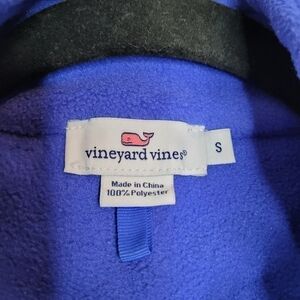 vineyard vines®
S
Made in China
100% Polyester